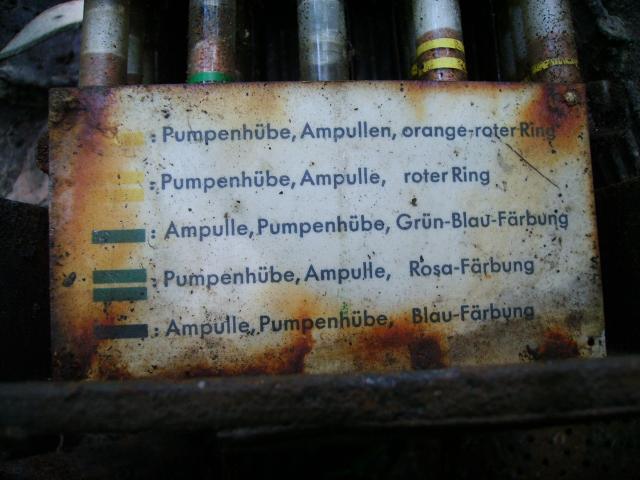 : Pumpenhübe, Ampullen, orange-roter Ring
: Pumpenhübe, Ampulle, roter Ring
: Ampulle, Pumpenhübe, Grün-Blau-Färbung
: Pumpenhübe, Ampulle, Rosa-Färbung
: Ampulle, Pumpenhübe, Blau-Färbung